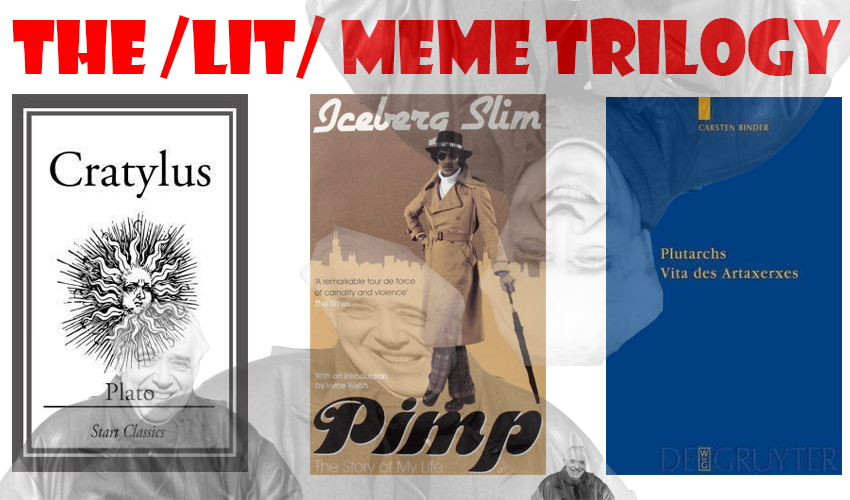 THE /LIT/ MEME TRILOGY
Cratylus
Plato
Start Classics
Iceberg Slim
'A remarkable tour de force
of carnality and violence'
The Times
With an introduction
by Irvine Welsh
Pimp
The Story of My Life
CARSTEN BINDER
Plutarchs
Vita des Artaxerxes
DE GRUYTER